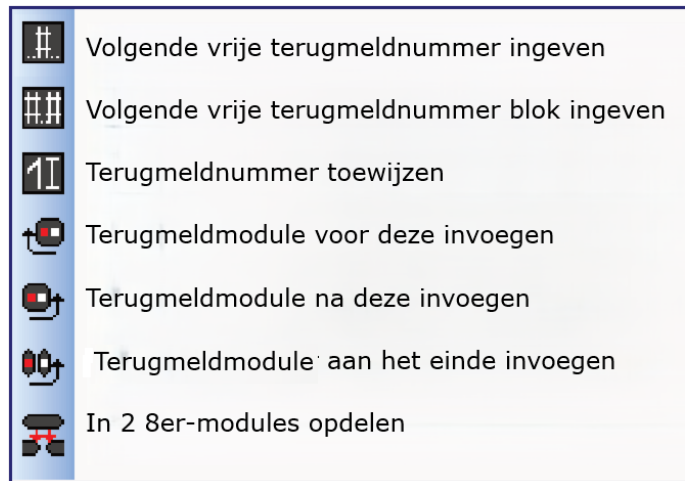 Volgende vrije terugmeldnummer ingeven
Volgende vrije terugmeldnummer blok ingeven
Terugmeldnummer toewijzen
Terugmeldmodule voor deze invoegen
Terugmeldmodule na deze invoegen
Terugmeldmodule aan het einde invoegen
In 2 8er-modules opdelen